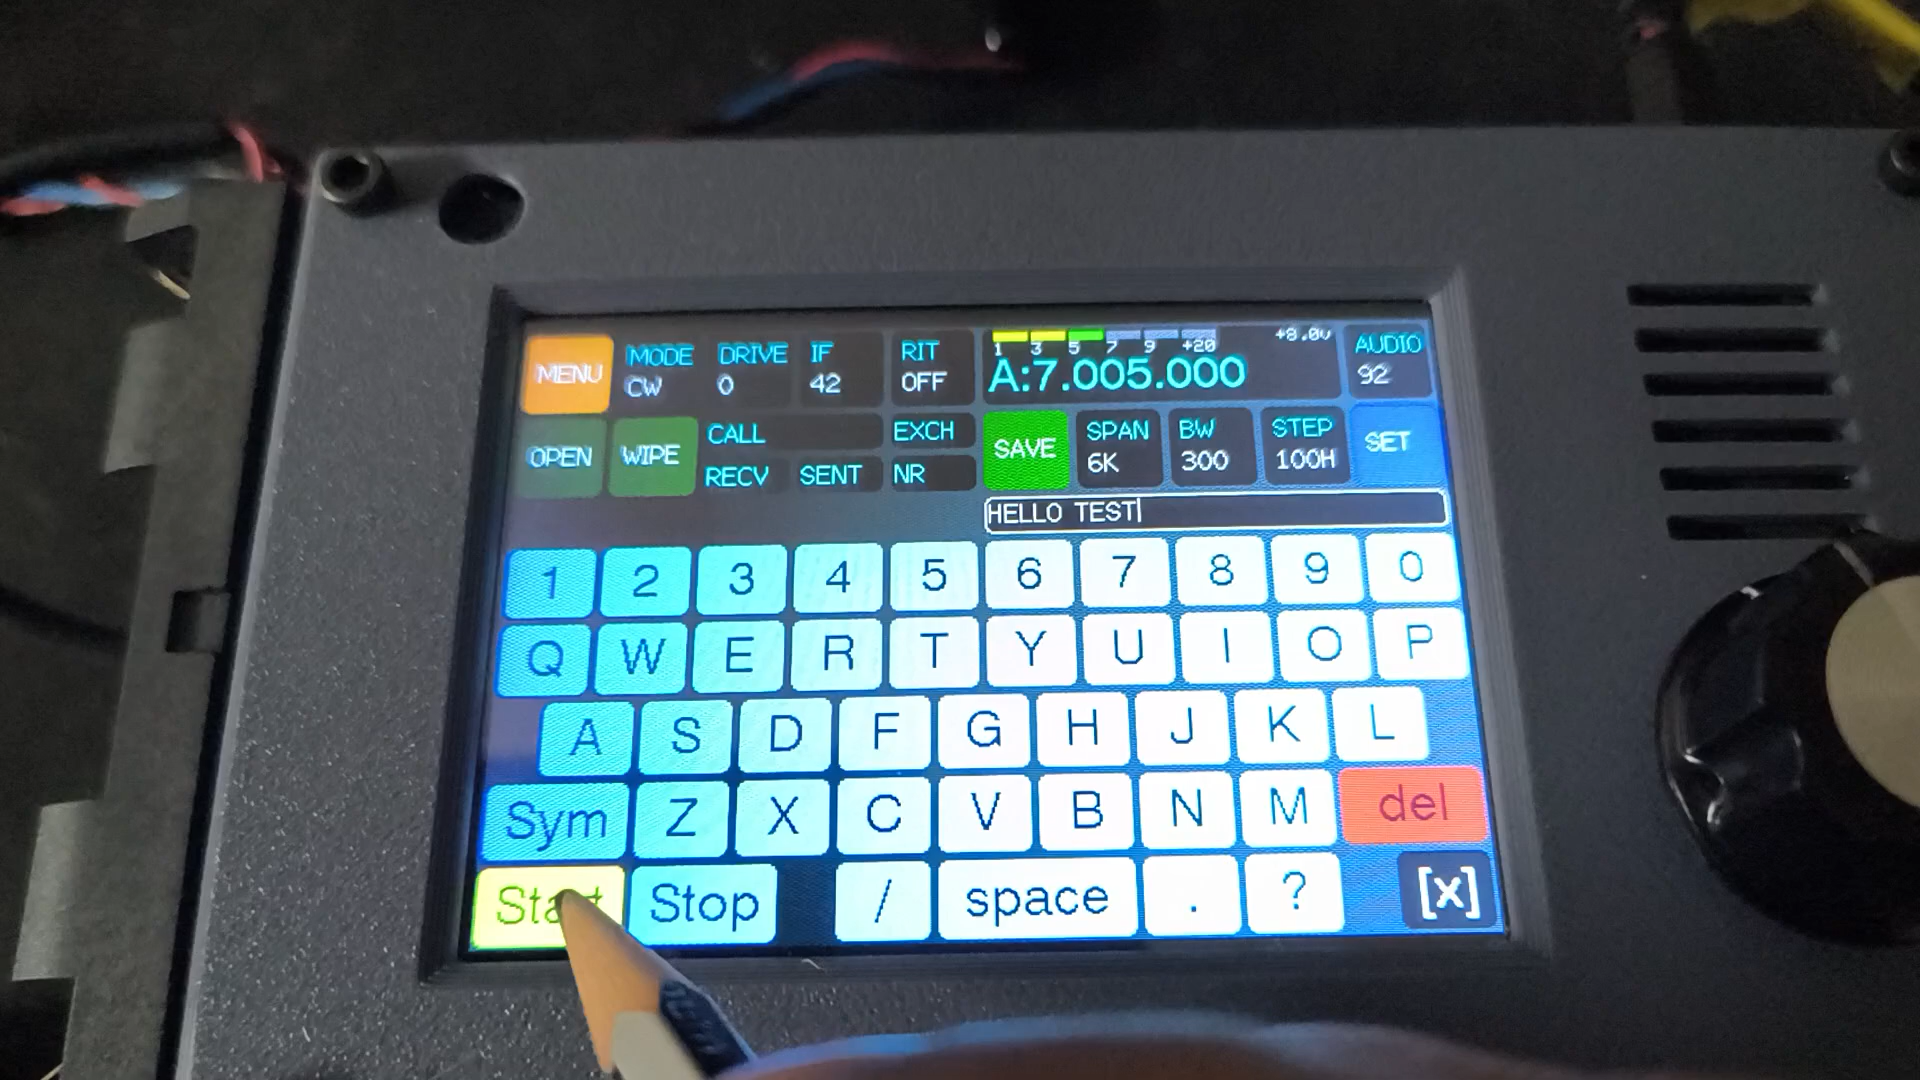 MENU MODE CW DRIVE 0 IF 42 RIT OFF 1 3 5 7 9 +20 +8.0v A:7.005.000 AUDIO 92
OPEN WIPE CALL EXCH RECV SENT NR SAVE SPAN 6K BW 300 STEP 100H SET
HELLO TEST
1 2 3 4 5 6 7 8 9 0
Q W E R T Y U I O P
A S D F G H J K L
Sym Z X C V B N M del
Start Stop / space . ? [x]